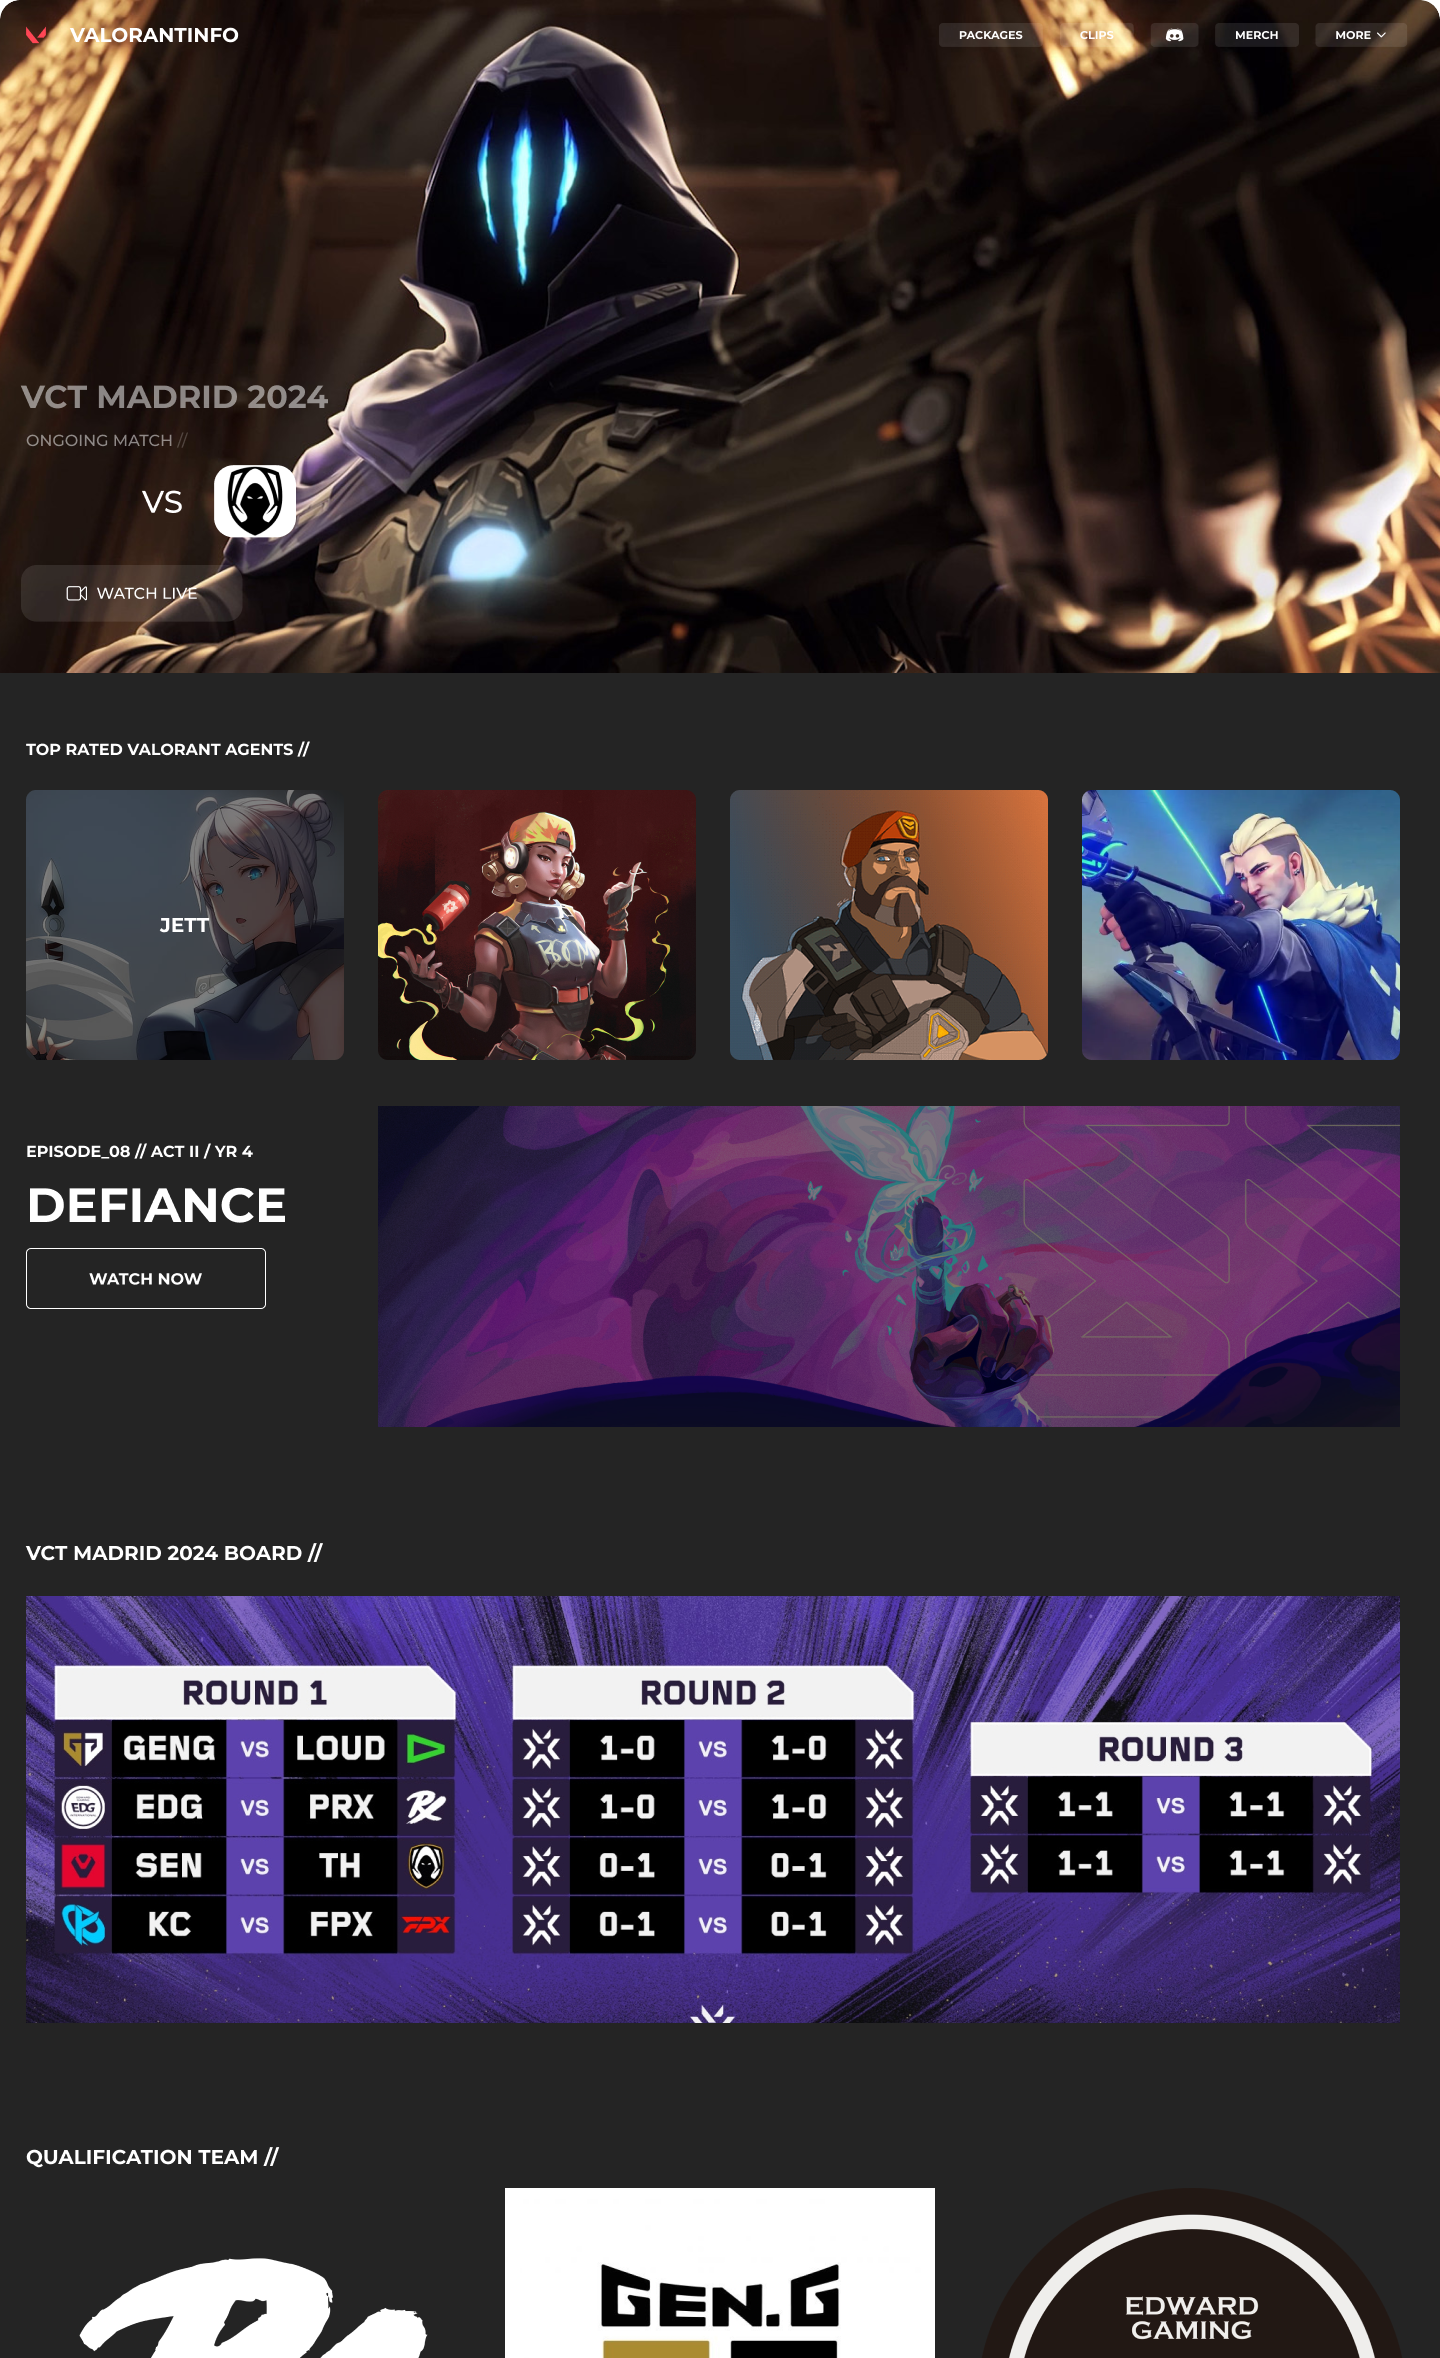 VALORANTINFO
PACKAGES
CLIPS
MERCH
MORE
VCT MADRID 2024
ONGOING MATCH //
VS
WATCH LIVE
TOP RATED VALORANT AGENTS //
JETT
BOOM
EPISODE_08 // ACT II / YR 4
DEFIANCE
WATCH NOW
VCT MADRID 2024 BOARD //
ROUND 1
GENG VS LOUD
EDG EDG VS PRX
SEN VS TH
KC VS FPX FPX
ROUND 2
1-0 VS 1-0
1-0 VS 1-0
0-1 VS 0-1
0-1 VS 0-1
ROUND 3
1-1 VS 1-1
1-1 VS 1-1
QUALIFICATION TEAM //
GEN.G
EDWARD
GAMING